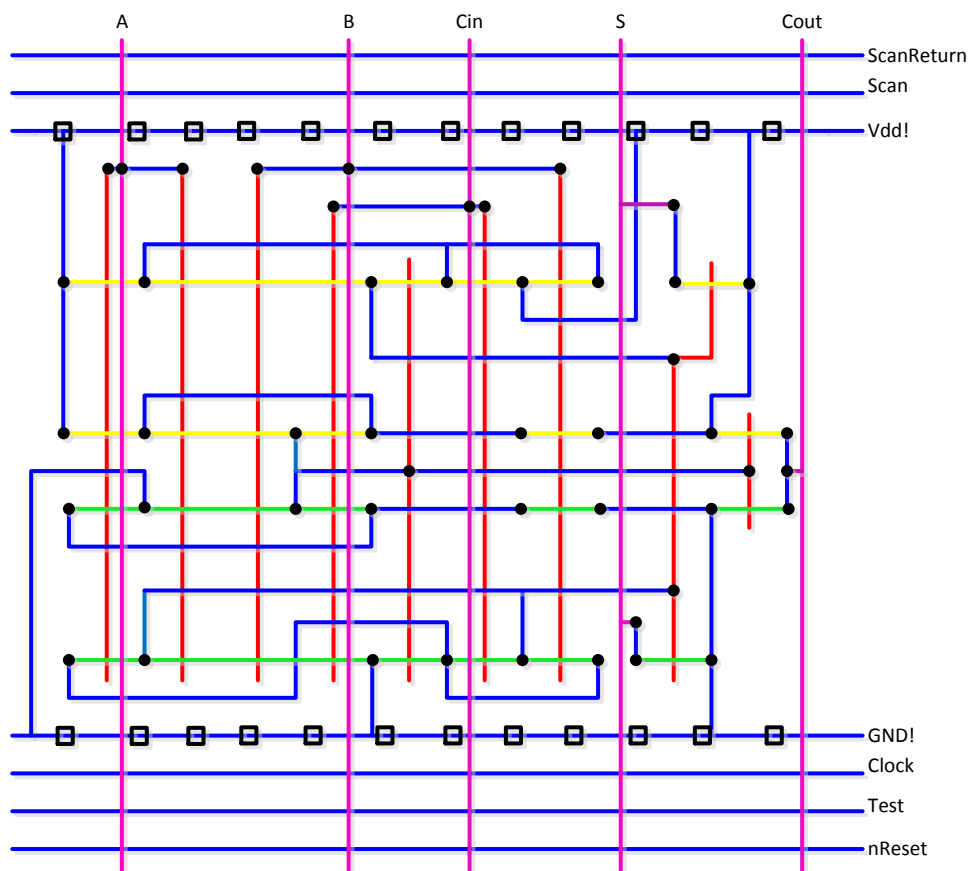 A B Cin S Cout
ScanReturn
Scan
Vdd!
GND!
Clock
Test
nReset